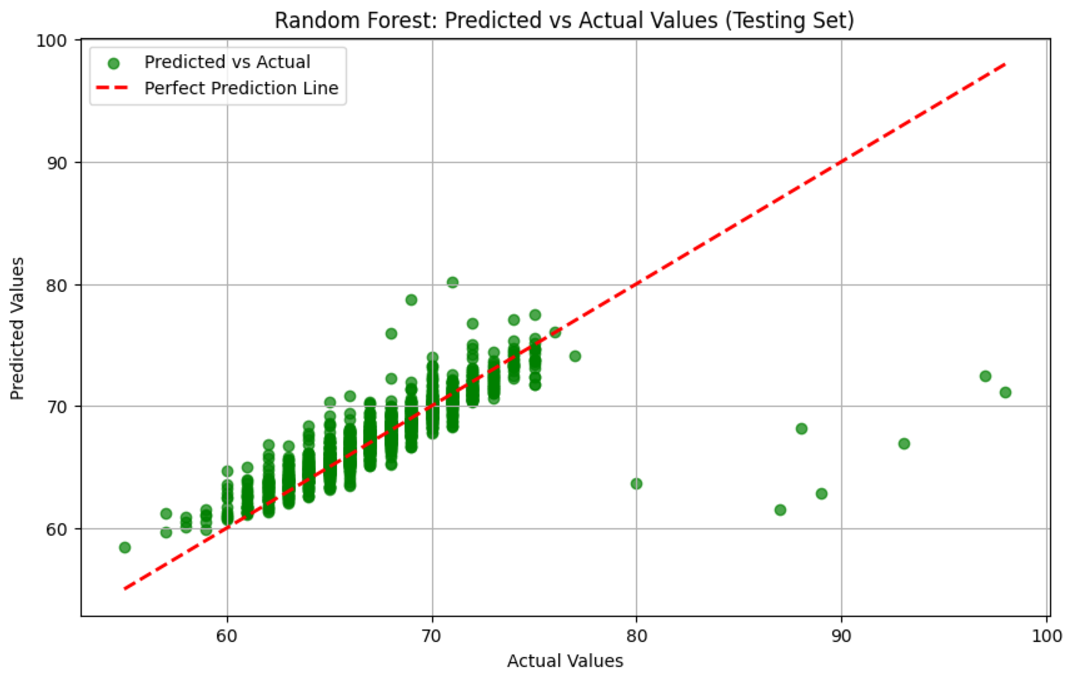 Random Forest: Predicted vs Actual Values (Testing Set)
Predicted vs Actual
Perfect Prediction Line
100
90
80
70
60
Predicted Values
60 70 80 90 100
Actual Values